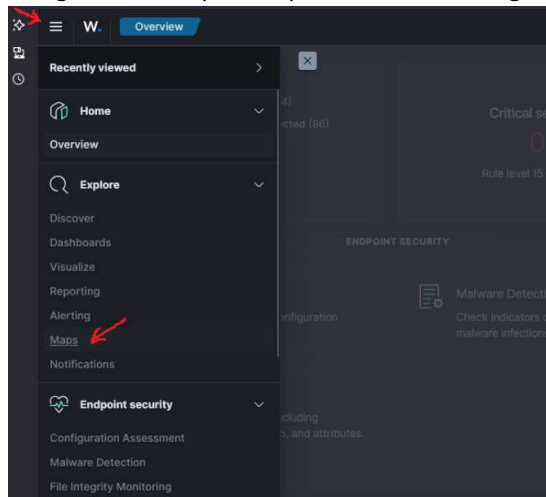 W. Overview
Recently viewed
Home
Overview
Explore
Discover
Dashboards
Visualize
Reporting
Alerting
Maps
Notifications
Endpoint security
Configuration Assessment
Malware Detection
File Integrity Monitoring
4)
cted (86)
Critical se
0
Rule level 15
ENDPOINT SECURITY
nfiguration
Malware Detecti
Check indicators
malware infection
cluding
, and attributes.